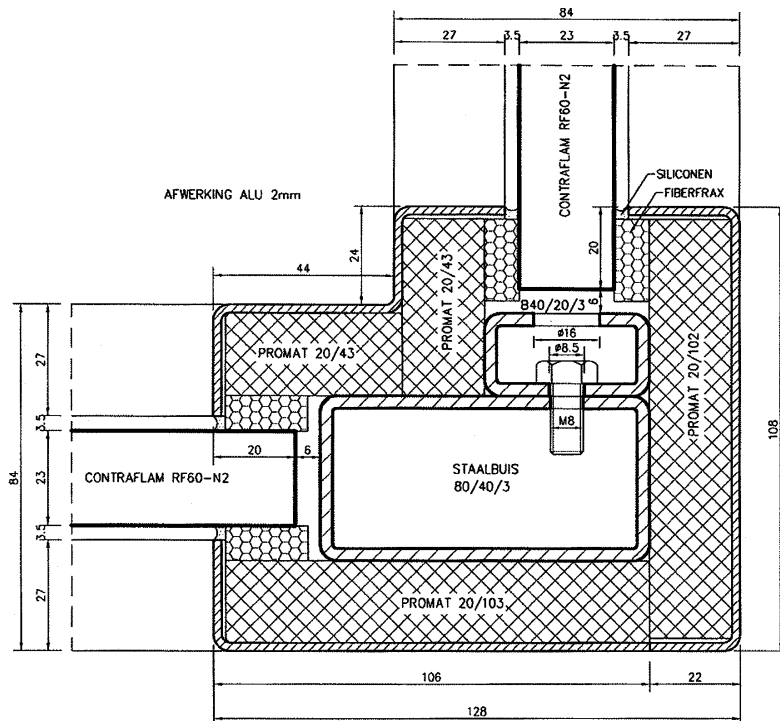 84
27
3.5
23
3.5
27
CONTRAFLAM RF60-N2
SILICONEN
FIBERFRAX
AFWERKING ALU 2mm
24
20
44
PROMAT 20/43
B40/20/3
6
27
PROMAT 20/43
ø16
ø8.5
PROMAT 20/102
108
3.5
M8
84
23
20
6
CONTRAFLAM RF60-N2
STAALBUIS
80/40/3
3.5
27
PROMAT 20/103
106
22
128